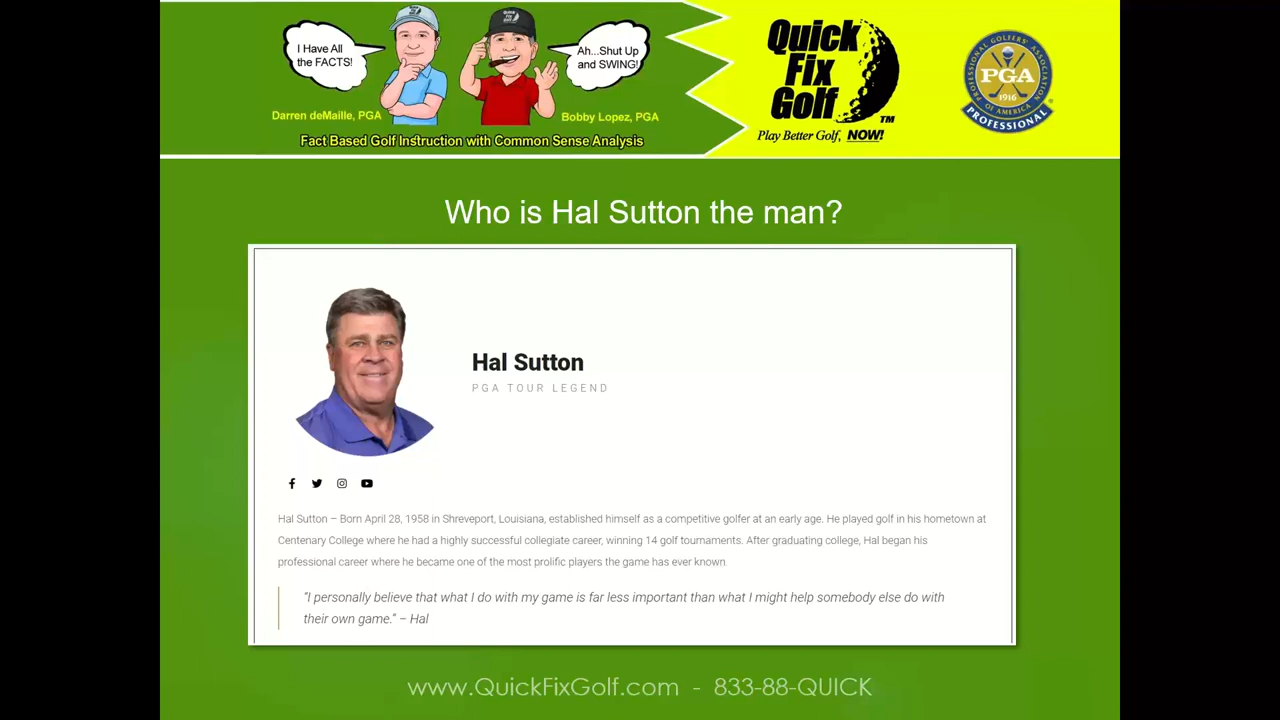 I Have All
the FACTS!
Ah...Shut Up
and SWING!
Darren deMaille, PGA
Bobby Lopez, PGA
Fact Based Golf Instruction with Common Sense Analysis
Quick
Fix
Golf
TM
Play Better Golf, NOW!
PROFESSIONAL GOLFERS' ASSOCIATION
PGA
1916
OF AMERICA
PROFESSIONAL
Who is Hal Sutton the man?
Hal Sutton
PGA TOUR LEGEND
Hal Sutton – Born April 28, 1958 in Shreveport, Louisiana, established himself as a competitive golfer at an early age. He played golf in his hometown at
Centenary College where he had a highly successful collegiate career, winning 14 golf tournaments. After graduating college, Hal began his
professional career where he became one of the most prolific players the game has ever known.
“I personally believe that what I do with my game is far less important than what I might help somebody else do with
their own game.” – Hal
www.QuickFixGolf.com - 833-88-QUICK